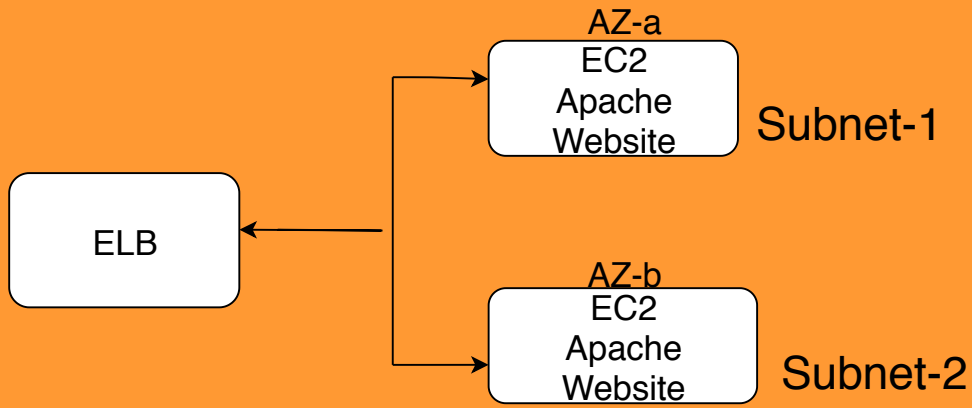 AZ-a
EC2
Apache
Website
Subnet-1
ELB
AZ-b
EC2
Apache
Website
Subnet-2